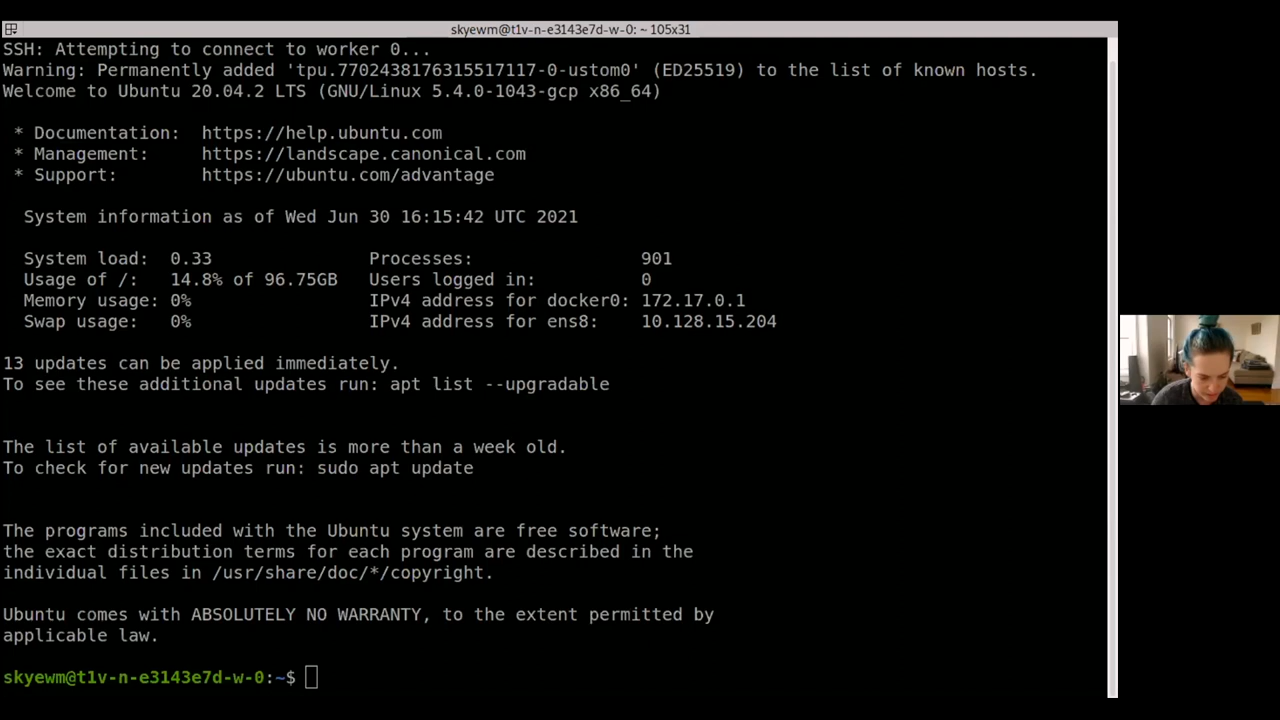 skyewm@t1v-n-e3143e7d-w-0: ~ 105x31
SSH: Attempting to connect to worker 0...
Warning: Permanently added 'tpu.7702438176315517117-0-ustom0' (ED25519) to the list of known hosts.
Welcome to Ubuntu 20.04.2 LTS (GNU/Linux 5.4.0-1043-gcp x86_64)
* Documentation:  https://help.ubuntu.com
* Management:     https://landscape.canonical.com
* Support:        https://ubuntu.com/advantage
System information as of Wed Jun 30 16:15:42 UTC 2021
System load:  0.33               Processes:                901
Usage of /:   14.8% of 96.75GB   Users logged in:          0
Memory usage: 0%                 IPv4 address for docker0: 172.17.0.1
Swap usage:   0%                 IPv4 address for ens8:    10.128.15.204
13 updates can be applied immediately.
To see these additional updates run: apt list --upgradable
The list of available updates is more than a week old.
To check for new updates run: sudo apt update
The programs included with the Ubuntu system are free software;
the exact distribution terms for each program are described in the
individual files in /usr/share/doc/*/copyright.
Ubuntu comes with ABSOLUTELY NO WARRANTY, to the extent permitted by
applicable law.
skyewm@t1v-n-e3143e7d-w-0:~$